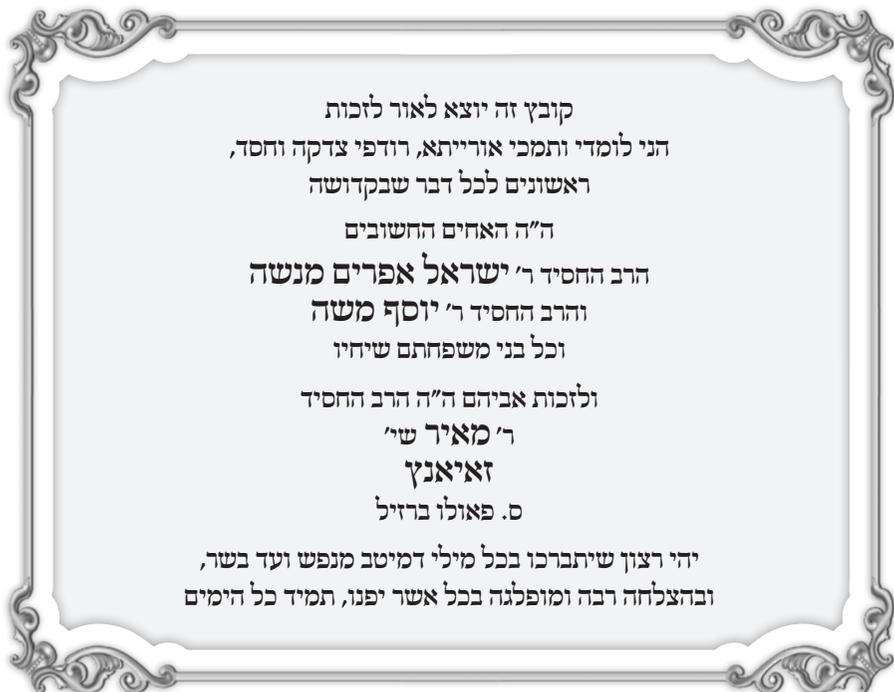 קובץ זה יוצא לאור לזכות
הני לומדי ותמכי אורייתא, רודפי צדקה וחסד,
ראשונים לכל דבר שבקדושה
ה״ה האחים החשובים
הרב החסיד ר׳ ישראל אפרים מנשה
והרב החסיד ר׳ יוסף משה
וכל בני משפחתם שיחיו
ולזכות אביהם ה״ה הרב החסיד
ר׳ מאיר שי׳
זאיאנץ
ס. פאולו ברזיל
יהי רצון שיתברכו בכל מילי דמיטב מנפש ועד בשר,
ובהצלחה רבה ומופלגה בכל אשר יפנו, תמיד כל הימים